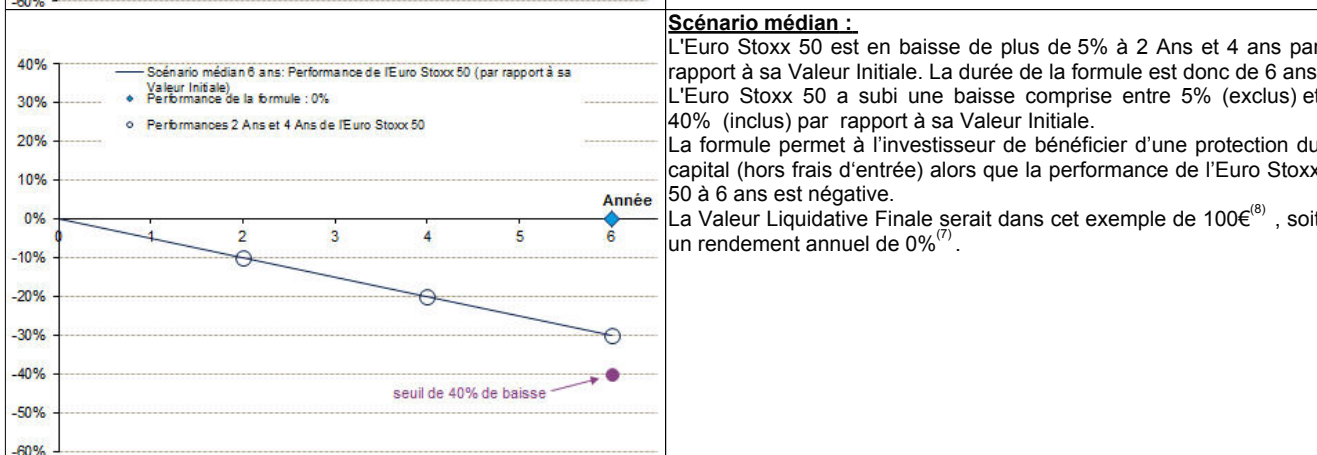 -60%
Scénario médian :
L'Euro Stoxx 50 est en baisse de plus de 5% à 2 Ans et 4 ans par
rapport à sa Valeur Initiale. La durée de la formule est donc de 6 ans
L'Euro Stoxx 50 a subi une baisse comprise entre 5% (exclus) et
40% (inclus) par rapport à sa Valeur Initiale.
La formule permet à l'investisseur de bénéficier d'une protection du
capital (hors frais d'entrée) alors que la performance de l'Euro Stoxx
50 à 6 ans est négative.
La Valeur Liquidative Finale serait dans cet exemple de 100€(8) , soit
un rendement annuel de 0%(7) .
Scénario médian 6 ans: Performance de l'Euro Stoxx 50 (par rapport à sa
Valeur Initiale)
Performance de la formule : 0%
Performances 2 Ans et 4 Ans de l'Euro Stoxx 50
40%
30%
20%
10%
0%
-10%
-20%
-30%
-40%
-50%
-60%
Année
0 1 2 3 4 5 6
seuil de 40% de baisse